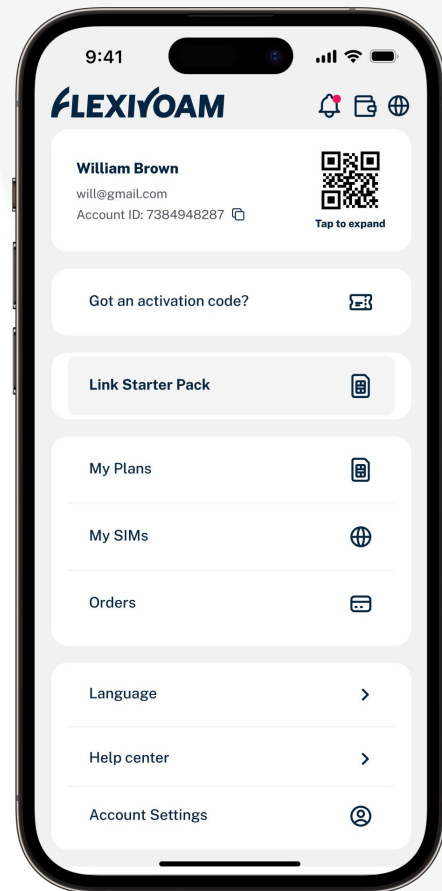 9:41
FLEXIYOAM
William Brown
will@gmail.com
Account ID: 7384948287
Tap to expand
Got an activation code?
Link Starter Pack
My Plans
My SIMs
Orders
Language
Help center
Account Settings